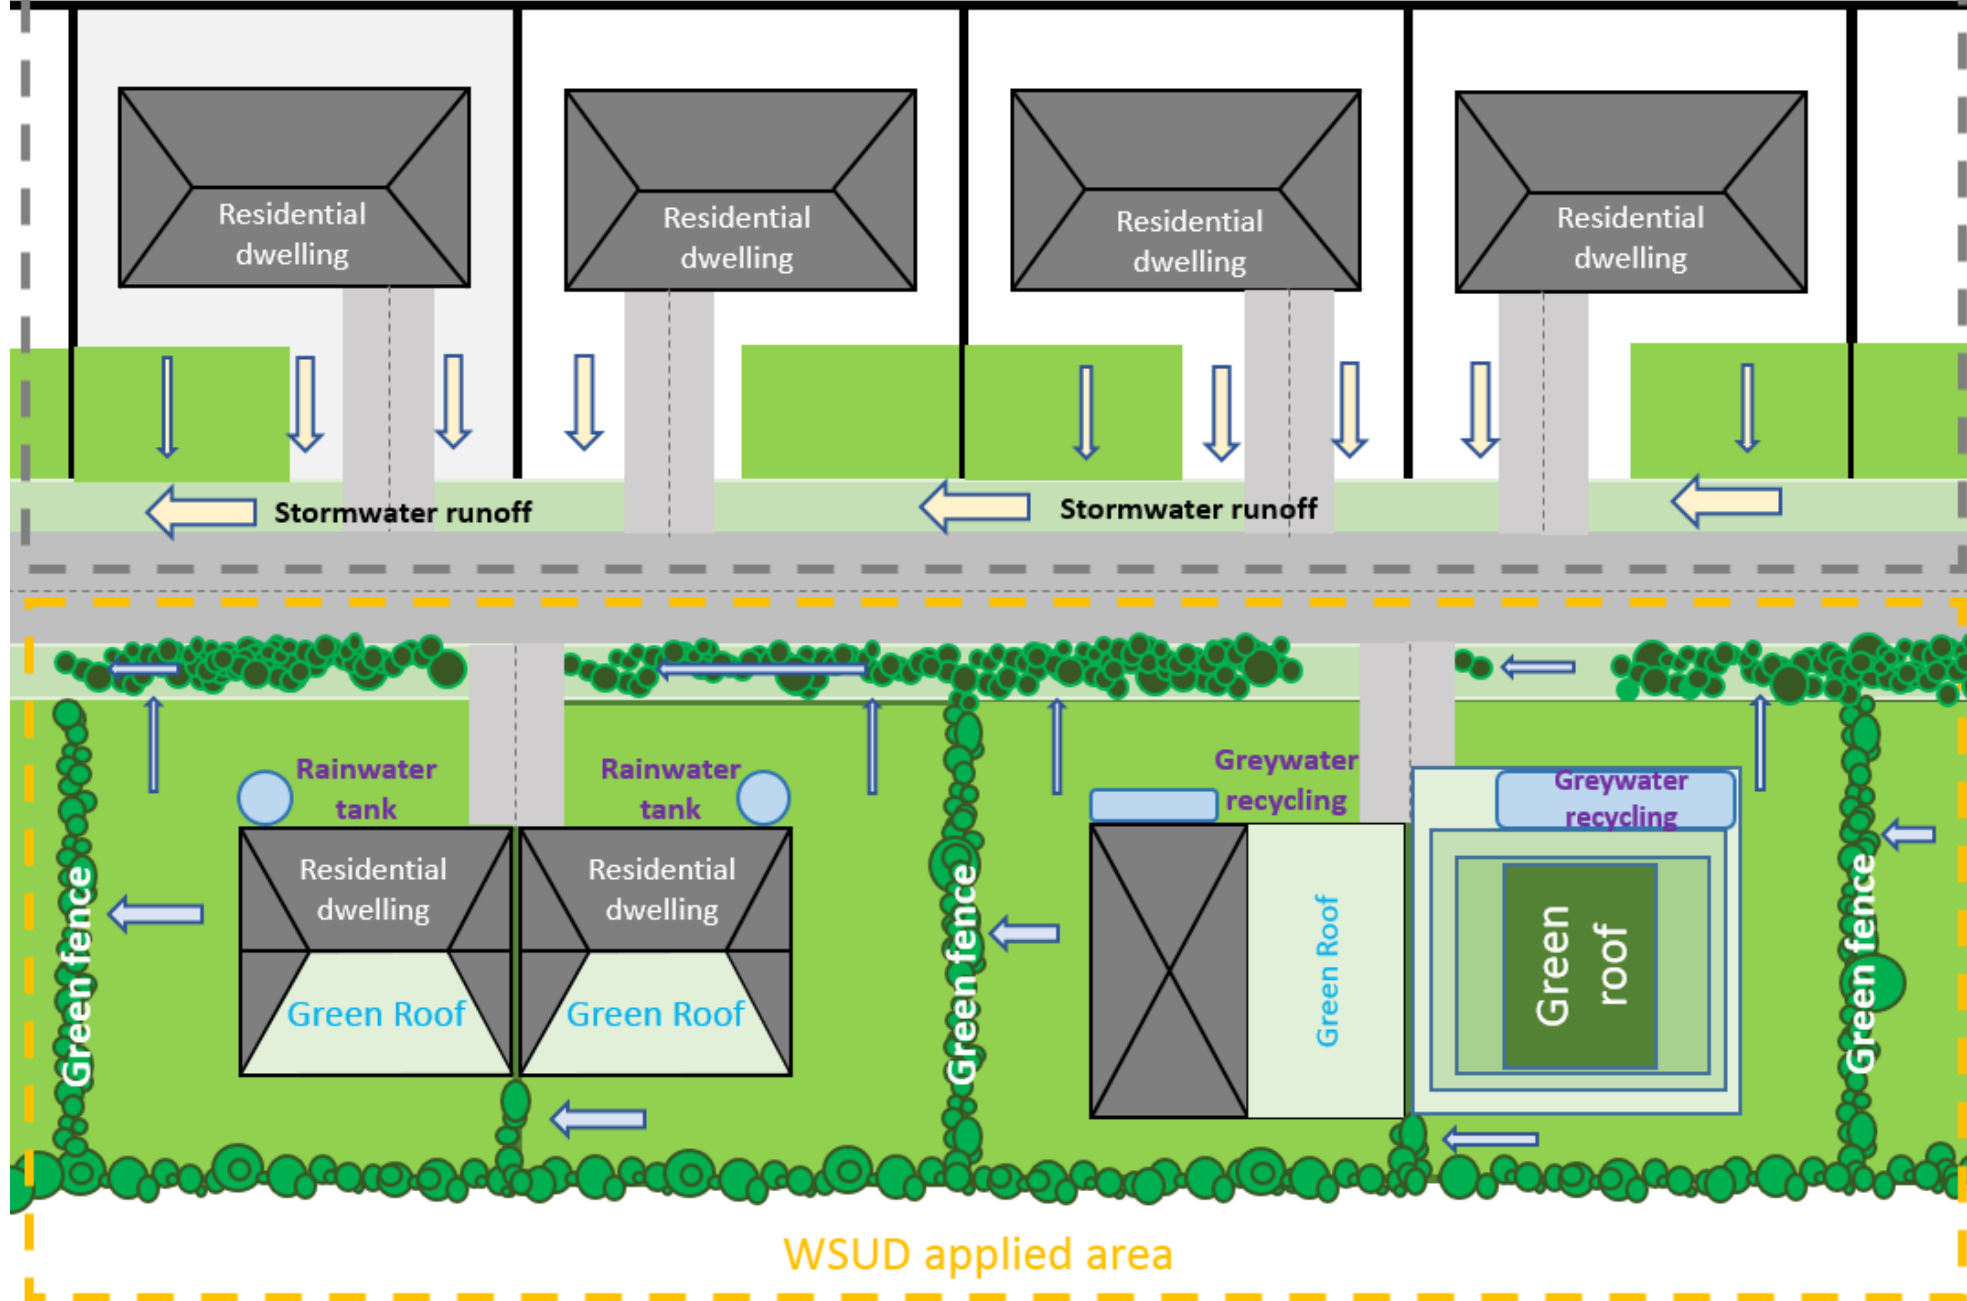 Residential
dwelling
Residential
dwelling
Residential
dwelling
Residential
dwelling
Stormwater runoff
Stormwater runoff
Rainwater
tank
Rainwater
tank
Greywater
recycling
Greywater
recycling
Residential
dwelling
Residential
dwelling
Green Roof
Green Roof
Green Roof
Green
roof
Green fence
Green fence
Green fence
WSUD applied area